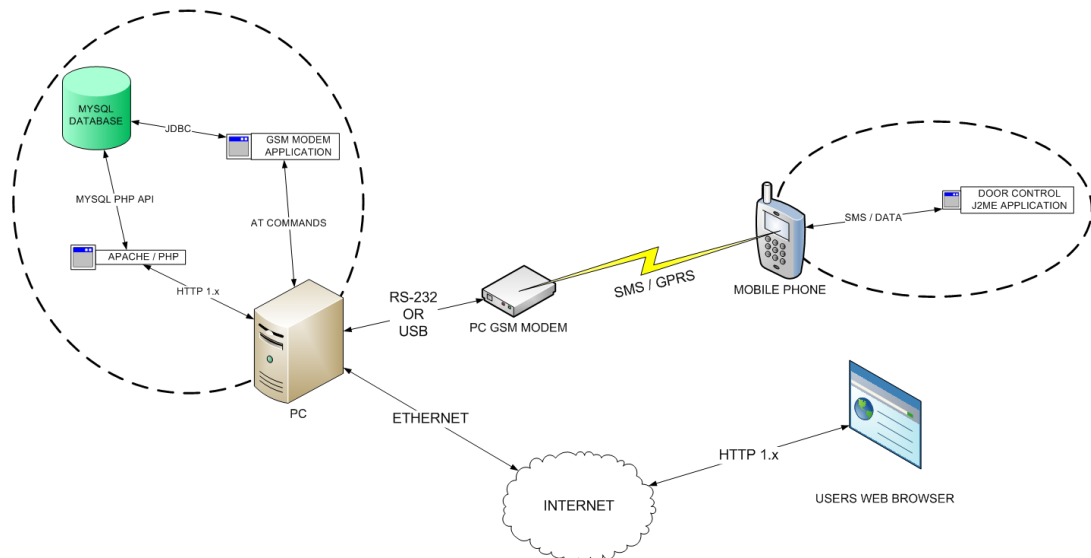 MYSQL
DATABASE
JDBC
GSM MODEM
APPLICATION
MYSQL PHP API
AT COMMANDS
APACHE / PHP
HTTP 1.x
PC
RS-232
OR
USB
PC GSM MODEM
SMS / GPRS
MOBILE PHONE
SMS / DATA
DOOR CONTROL
J2ME APPLICATION
ETHERNET
INTERNET
HTTP 1.x
USERS WEB BROWSER